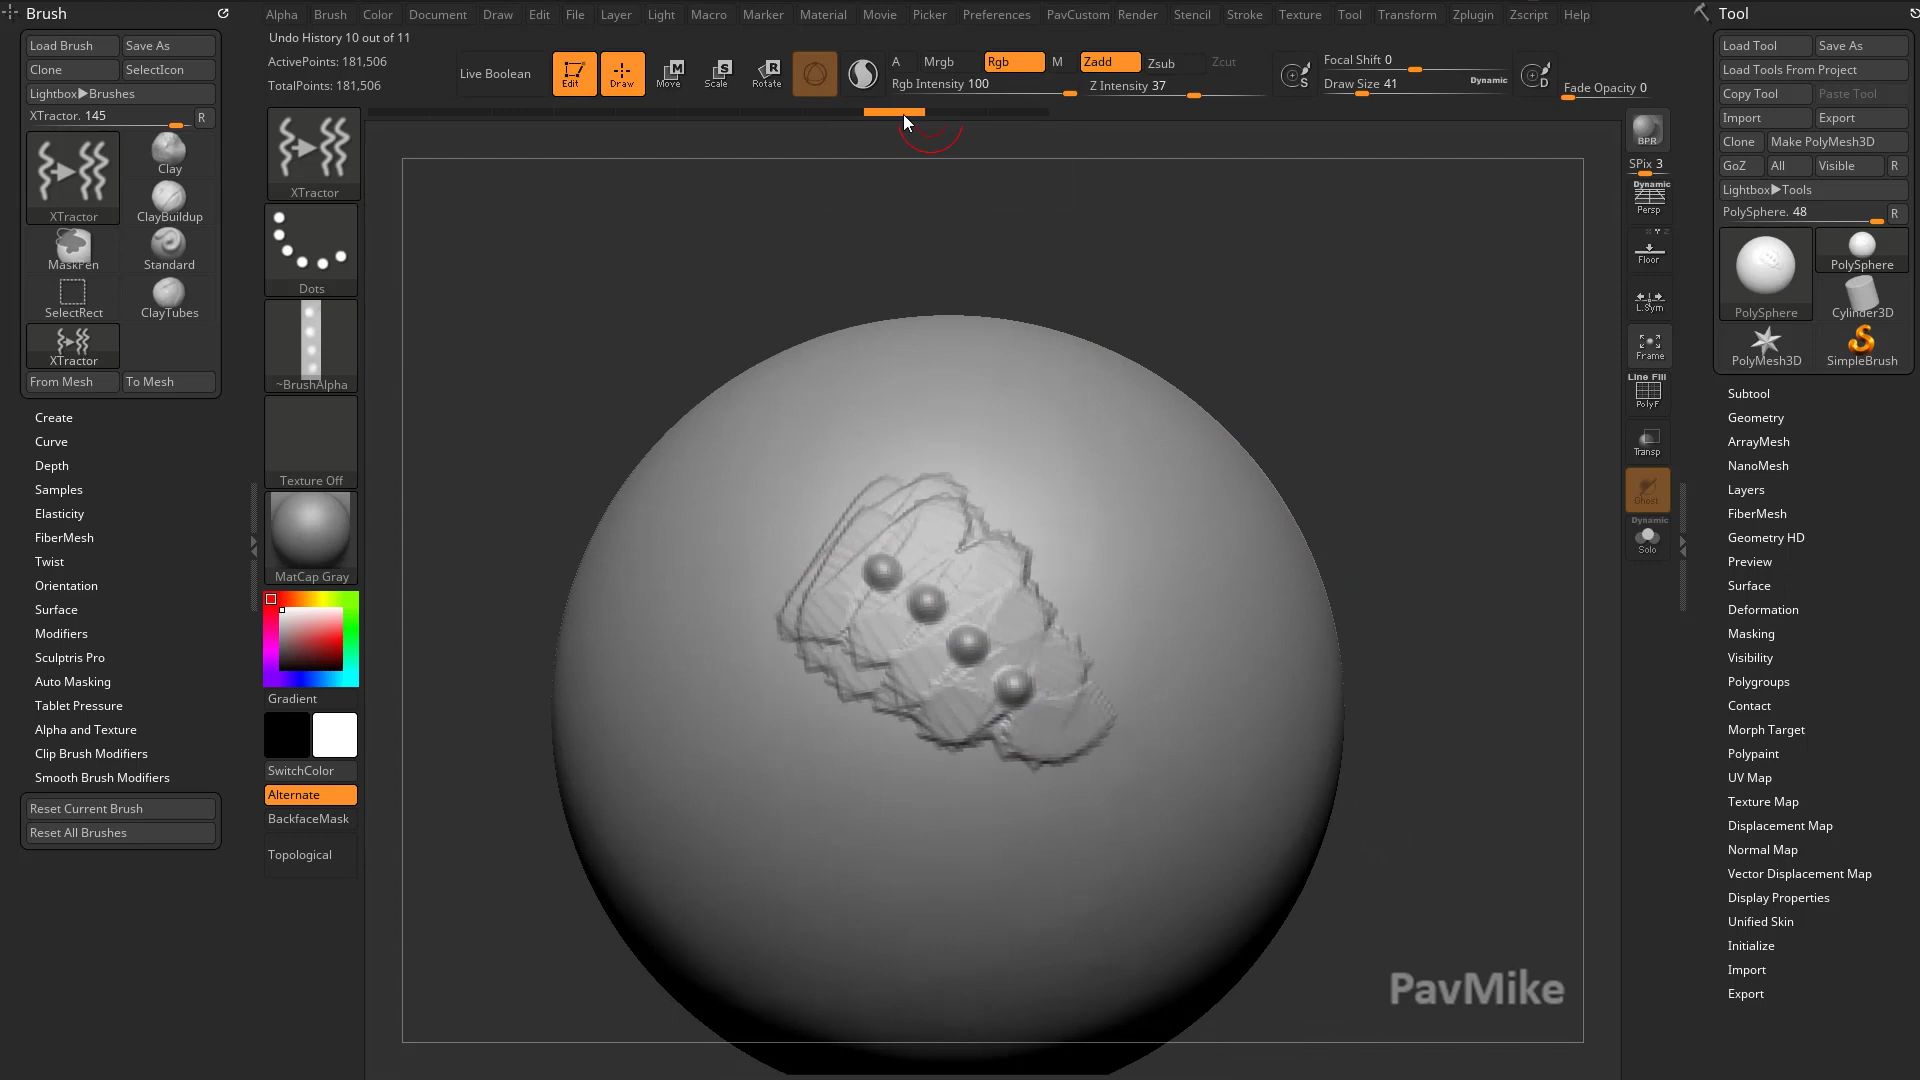 Brush
Load Brush Save As
Clone SelectIcon
Lightbox▶Brushes
XTractor. 145 R
XTractor
Clay
ClayBuildup
MaskPen Standard
SelectRect ClayTubes
XTractor
From Mesh To Mesh
Create
Curve
Depth
Samples
Elasticity
FiberMesh
Twist
Orientation
Surface
Modifiers
Sculptris Pro
Auto Masking
Tablet Pressure
Alpha and Texture
Clip Brush Modifiers
Smooth Brush Modifiers
Reset Current Brush
Reset All Brushes
Alpha Brush Color Document Draw Edit File Layer Light Macro Marker Material Movie Picker Preferences PavCustom Render Stencil Stroke Texture Tool Transform Zplugin Zscript Help
Undo History 10 out of 11
ActivePoints: 181,506
TotalPoints: 181,506
Live Boolean
Edit
Draw
M
Move
S
Scale
R
Rotate
A Mrgb Rgb M Zadd Zsub Zcut
Rgb Intensity 100 Z Intensity 37
S
Focal Shift 0
Draw Size 41 Dynamic
D
Fade Opacity 0
XTractor
Dots
~BrushAlpha
Texture Off
MatCap Gray
Gradient
SwitchColor
Alternate
BackfaceMask
Topological
PavMike
BPR
SPix 3
Dynamic
Persp
Floor
L.Sym
Frame
Line Fill
PolyF
Transp
Ghost
Dynamic
Solo
Tool
Load Tool Save As
Load Tools From Project
Copy Tool Paste Tool
Import Export
Clone Make PolyMesh3D
GoZ All Visible R
Lightbox▶Tools
PolySphere. 48 R
PolySphere
PolySphere
Cylinder3D
PolyMesh3D SimpleBrush
Subtool
Geometry
ArrayMesh
NanoMesh
Layers
FiberMesh
Geometry HD
Preview
Surface
Deformation
Masking
Visibility
Polygroups
Contact
Morph Target
Polypaint
UV Map
Texture Map
Displacement Map
Normal Map
Vector Displacement Map
Display Properties
Unified Skin
Initialize
Import
Export